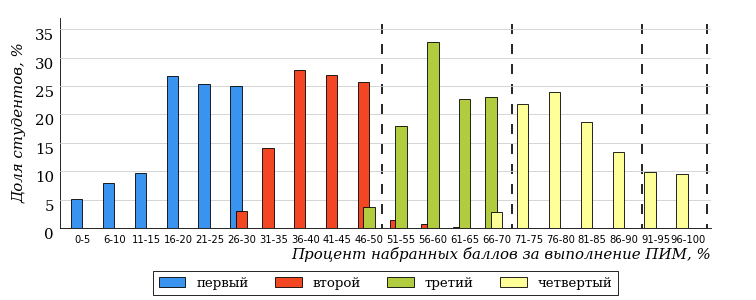 Доля студентов, %
35
30
25
20
15
10
5
0
0-5 6-10 11-15 16-20 21-25 26-30 31-35 36-40 41-45 46-50 51-55 56-60 61-65 66-70 71-75 76-80 81-85 86-90 91-95 96-100
Процент набранных баллов за выполнение ПИМ, %
первый второй третий четвертый